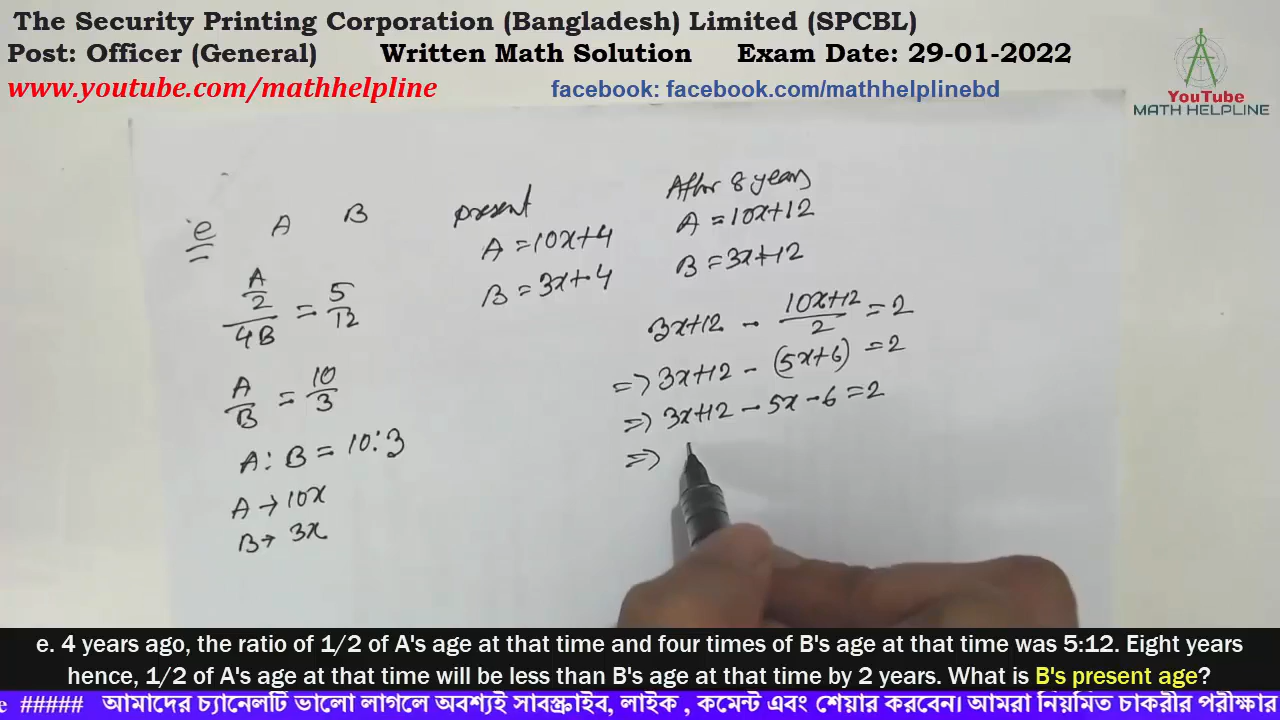 The Security Printing Corporation (Bangladesh) Limited (SPCBL)
Post: Officer (General) Written Math Solution Exam Date: 29-01-2022
www.youtube.com/mathhelpline facebook: facebook.com/mathhelplinebd
YouTube
MATH HELPLINE
e A B
A/2 / 4B = 5/12
A/B = 10/3
A : B = 10:3
A → 10x
B → 3x
present
A = 10x+4
B = 3x+4
After 8 years
A = 10x+12
B = 3x+12
3x+12 - (10x+12)/2 = 2
=> 3x+12 - (5x+6) = 2
=> 3x+12 - 5x - 6 = 2
=>
e. 4 years ago, the ratio of 1/2 of A's age at that time and four times of B's age at that time was 5:12. Eight years
hence, 1/2 of A's age at that time will be less than B's age at that time by 2 years. What is B's present age?
e ##### আমাদের চ্যানেলটি ভালো লাগলে অবশ্যই সাবস্ক্রাইব, লাইক , কমেন্ট এবং শেয়ার করবেন। আমরা নিয়মিত চাকরীর পরীক্ষার